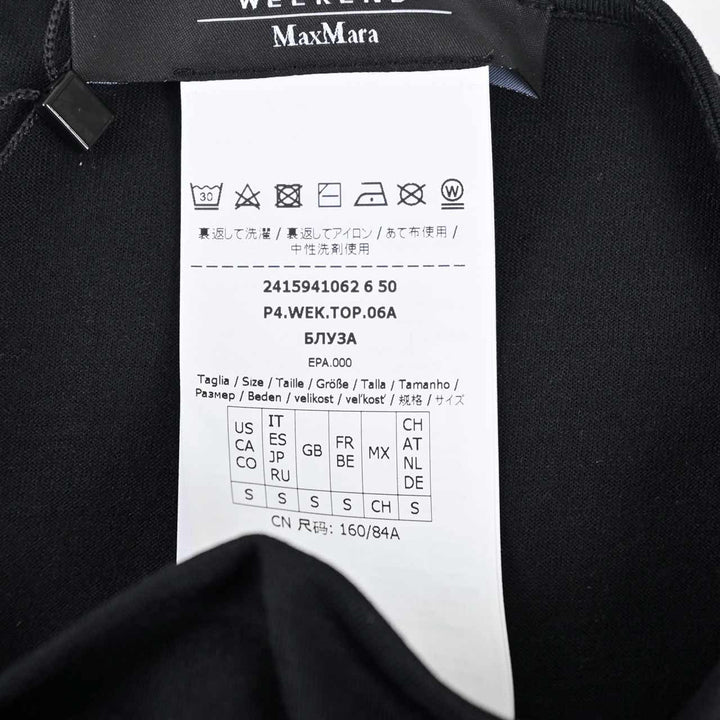 WEEKEND
MaxMara
30
W
裏返して洗濯 / 裏返してアイロン / あて布使用 /
中性洗剤使用
2415941062 6 50
P4.WEK.TOP.06A
БЛУЗА
EPA.000
Taglia / Size / Taille / Größe / Talla / Tamanho /
Размер / Beden / velikost / veľkosť / 规格 / サイズ
US CA CO
IT ES JP RU
GB
FR BE
MX
CH AT NL DE
S S S S CH S
CN 尺码: 160/84A